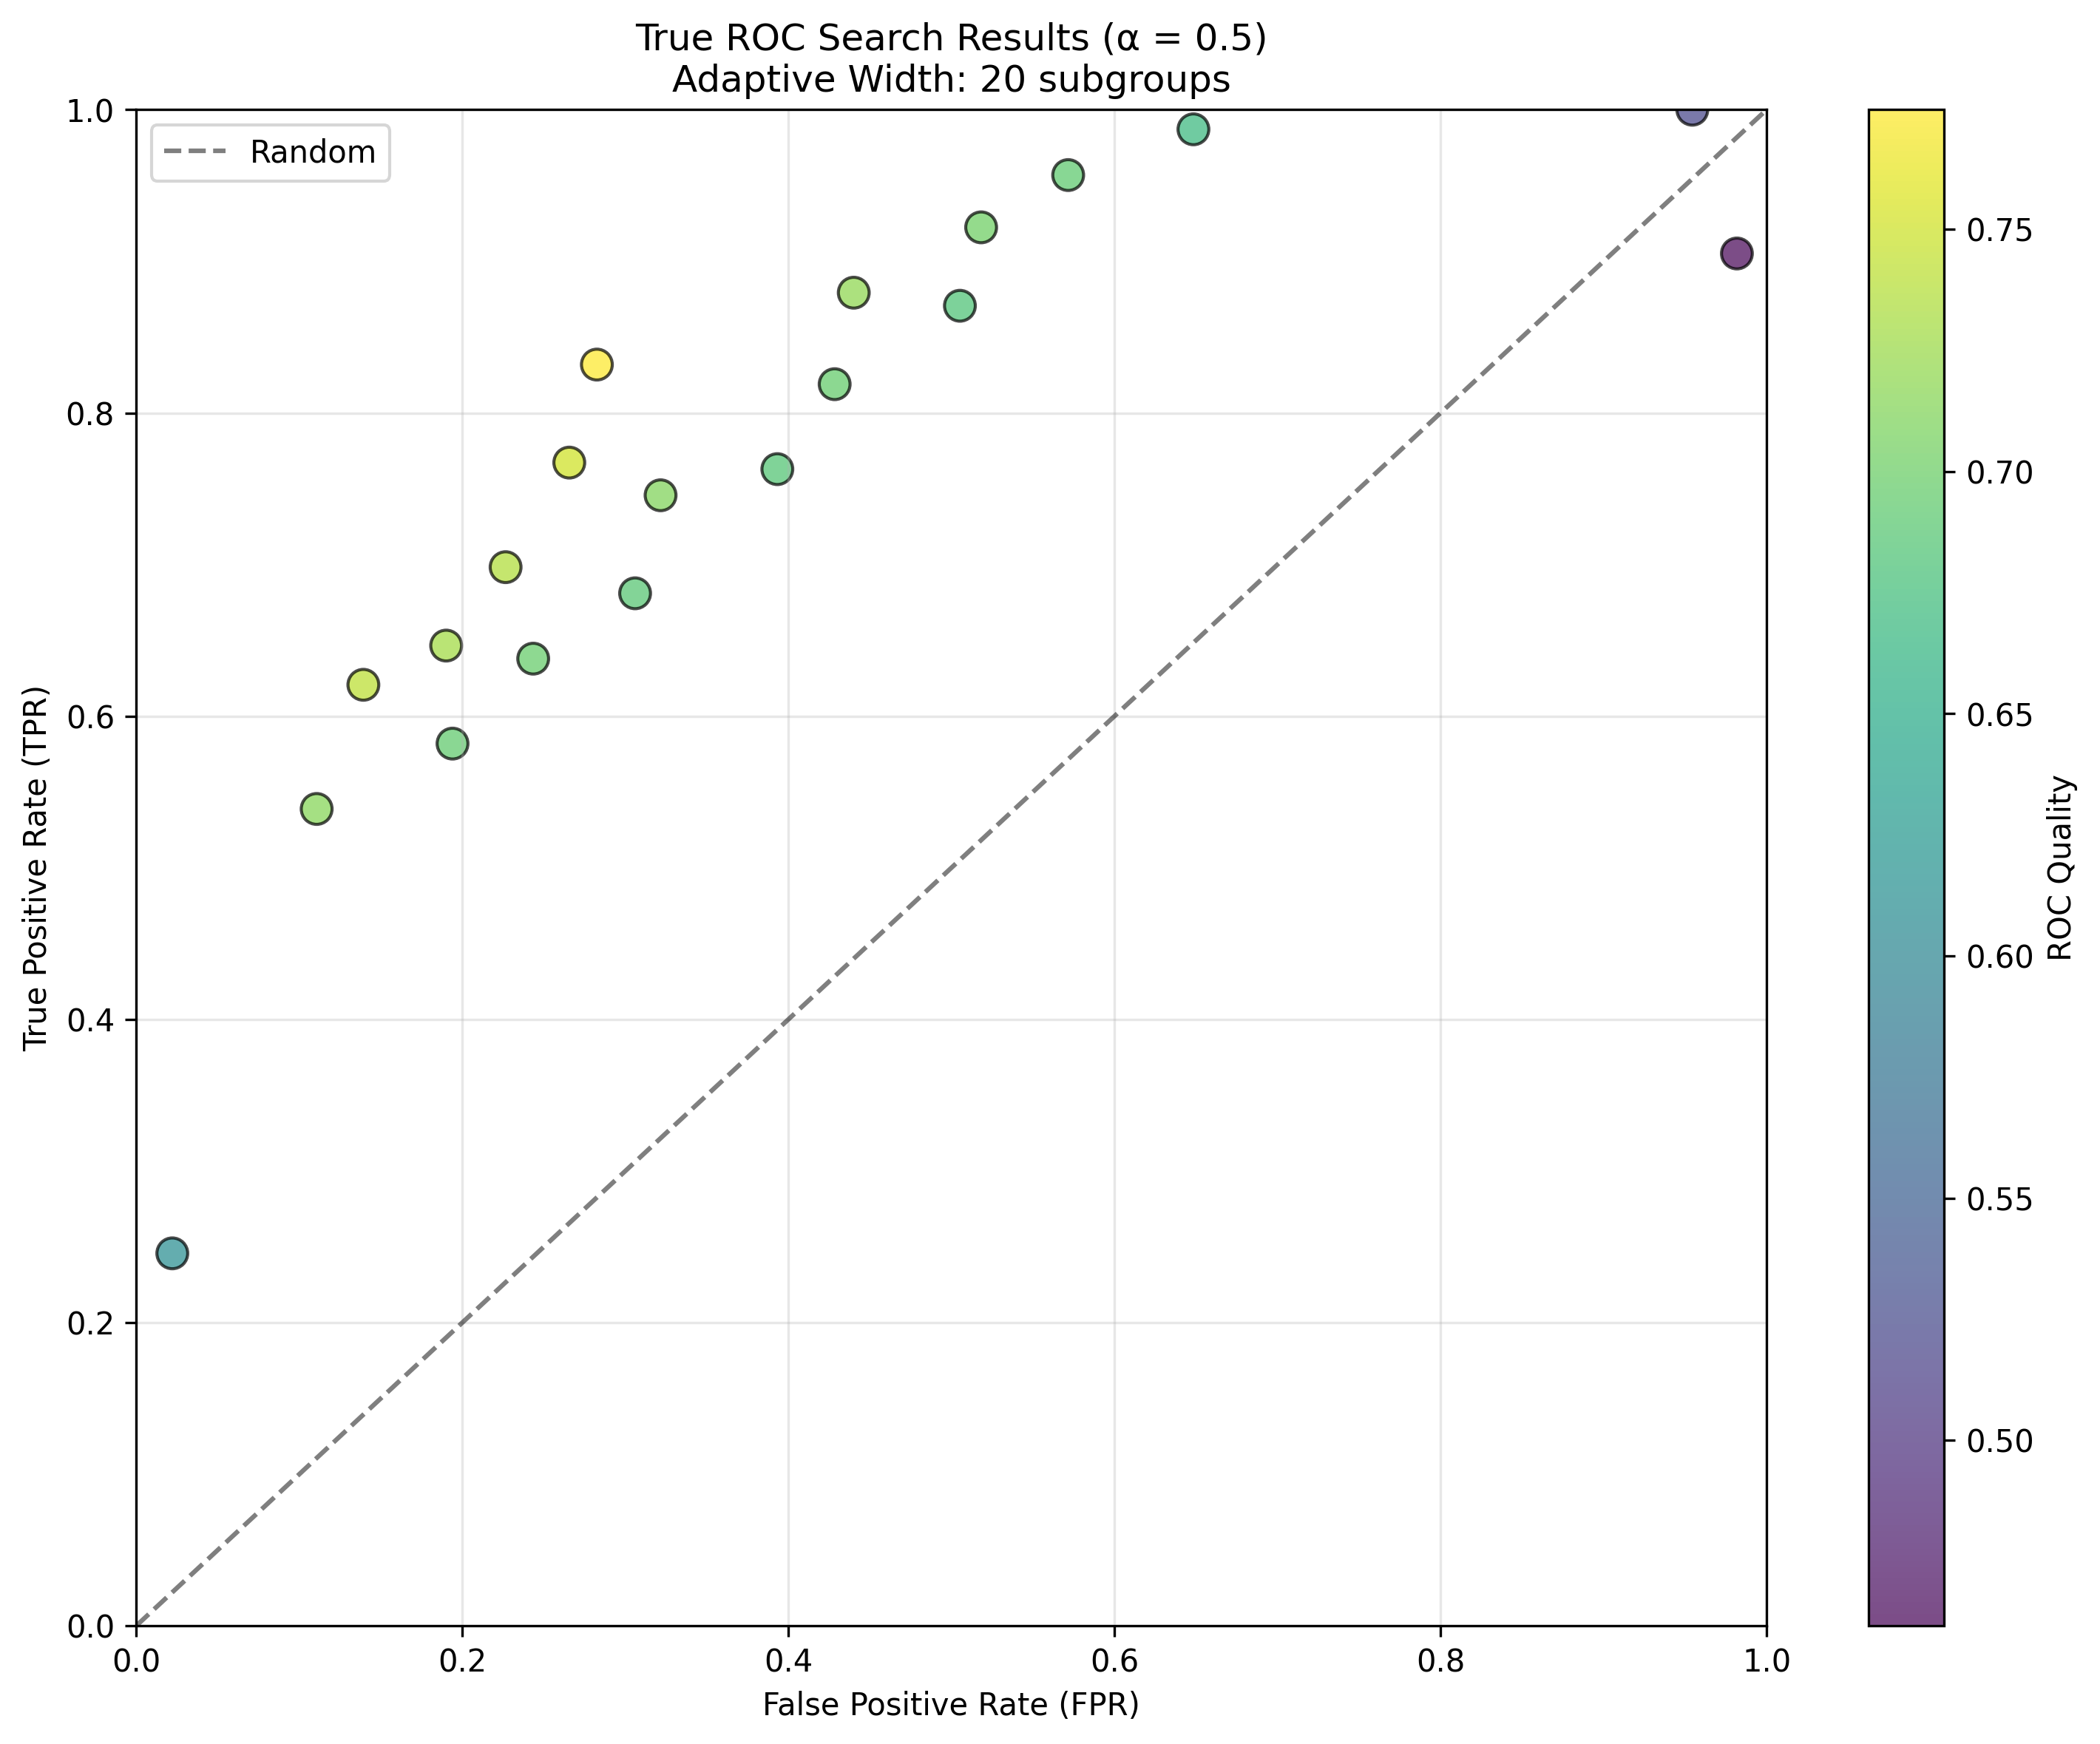 True ROC Search Results (α = 0.5)
Adaptive Width: 20 subgroups
Random
True Positive Rate (TPR)
1.0
0.8
0.6
0.4
0.2
0.0
0.0 0.2 0.4 0.6 0.8 1.0
False Positive Rate (FPR)
0.75
0.70
0.65
0.60
0.55
0.50
ROC Quality